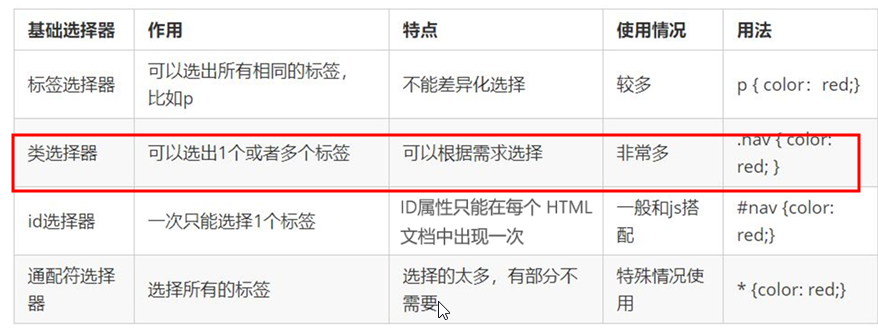 基础选择器 作用 特点 使用情况 用法
标签选择器 可以选出所有相同的标签，比如p 不能差异化选择 较多 p { color：red;}
类选择器 可以选出1个或者多个标签 可以根据需求选择 非常多 .nav { color: red; }
id选择器 一次只能选择1个标签 ID属性只能在每个 HTML 文档中出现一次 一般和js搭配 #nav {color: red;}
通配符选择器 选择所有的标签 选择的太多，有部分不需要 特殊情况使用 * {color: red;}